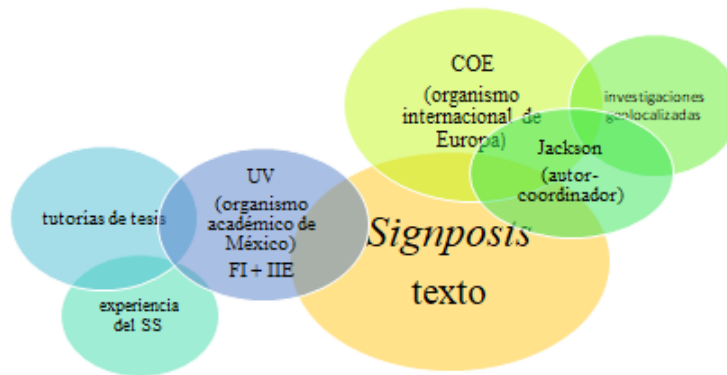 COE
(organismo
internacional de
Europa)
investigaciones
geolocalizadas
Jackson
(autor-
coordinador)
UV
(organismo
académico de
México)
FI + IIE
tutorias de tesis
experiencia
del SS
Signposis
texto